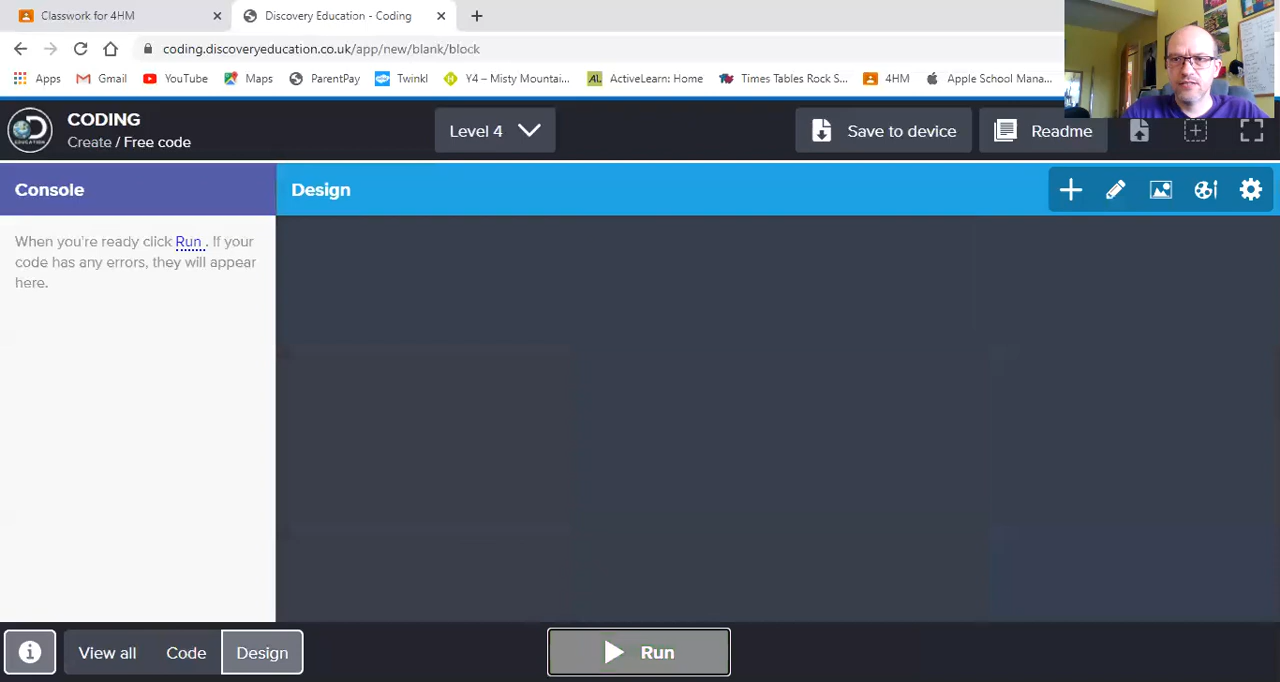 Classwork for 4HM
Discovery Education - Coding
coding.discoveryeducation.co.uk/app/new/blank/block
Apps Gmail YouTube Maps ParentPay Twinkl Y4 – Misty Mountai... ActiveLearn: Home Times Tables Rock S... 4HM Apple School Mana...
CODING
Create / Free code
Level 4
Save to device
Readme
Console
Design
When you're ready click Run . If your
code has any errors, they will appear
here.
View all
Code
Design
Run